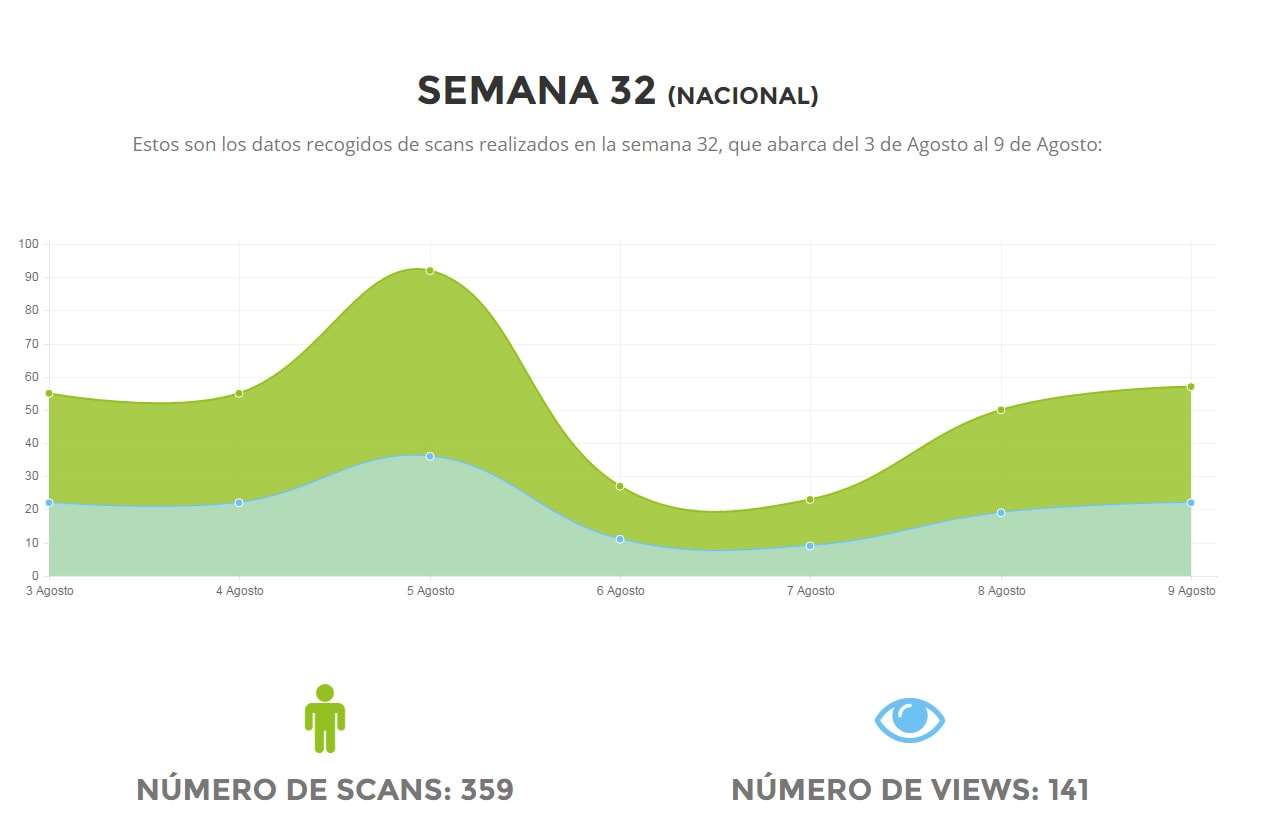 SEMANA 32 (NACIONAL)
Estos son los datos recogidos de scans realizados en la semana 32, que abarca del 3 de Agosto al 9 de Agosto:
100
90
80
70
60
50
40
30
20
10
0
3 Agosto 4 Agosto 5 Agosto 6 Agosto 7 Agosto 8 Agosto 9 Agosto
NÚMERO DE SCANS: 359 NÚMERO DE VIEWS: 141